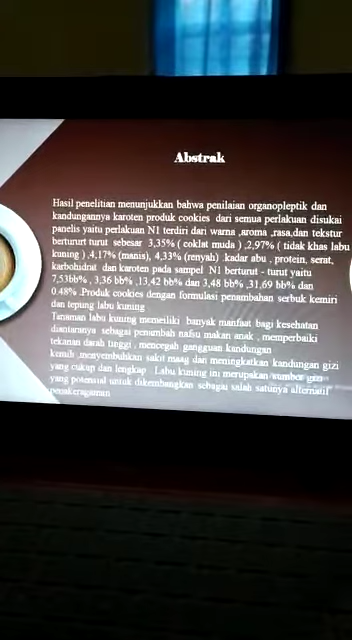 Abstrak
Hasil penelitian menunjukkan bahwa penilaian organopleptik dan
kandungannya karoten produk cookies dari semua perlakuan disukai
panelis yaitu perlakuan N1 terdiri dari warna ,aroma ,rasa,dan tekstur
bertururt turut sebesar 3,35% ( coklat muda ) ,2,97% ( tidak khas labu
kuning ) ,4,17% (manis), 4,33% (renyah) .kadar abu , protein, serat,
karbohidrat dan karoten pada sampel N1 berturut - turut yaitu
7,53bb% , 3,36 bb% ,13,42 bb% dan 3,48 bb% ,31,69 bb% dan
0.48% .Produk cookies dengan formulasi penambahan serbuk kemiri
dan tepung labu kuning
Tanaman labu kuning memeiliki banyak manfaat bagi kesehatan
diantarnya sebagai penambah nafsu makan anak , memperbaiki
tekanan darah tinggi , mencegah gangguan kandungan
kemih ,menyembuhkan sakit maag dan meningkatkan kandungan gizi
yang cukup dan lengkap Labu kuning ini merupakan sumber gizi
yang potensial untuk dikembangkan sebagai salah satunya alternatif
penakeragaman